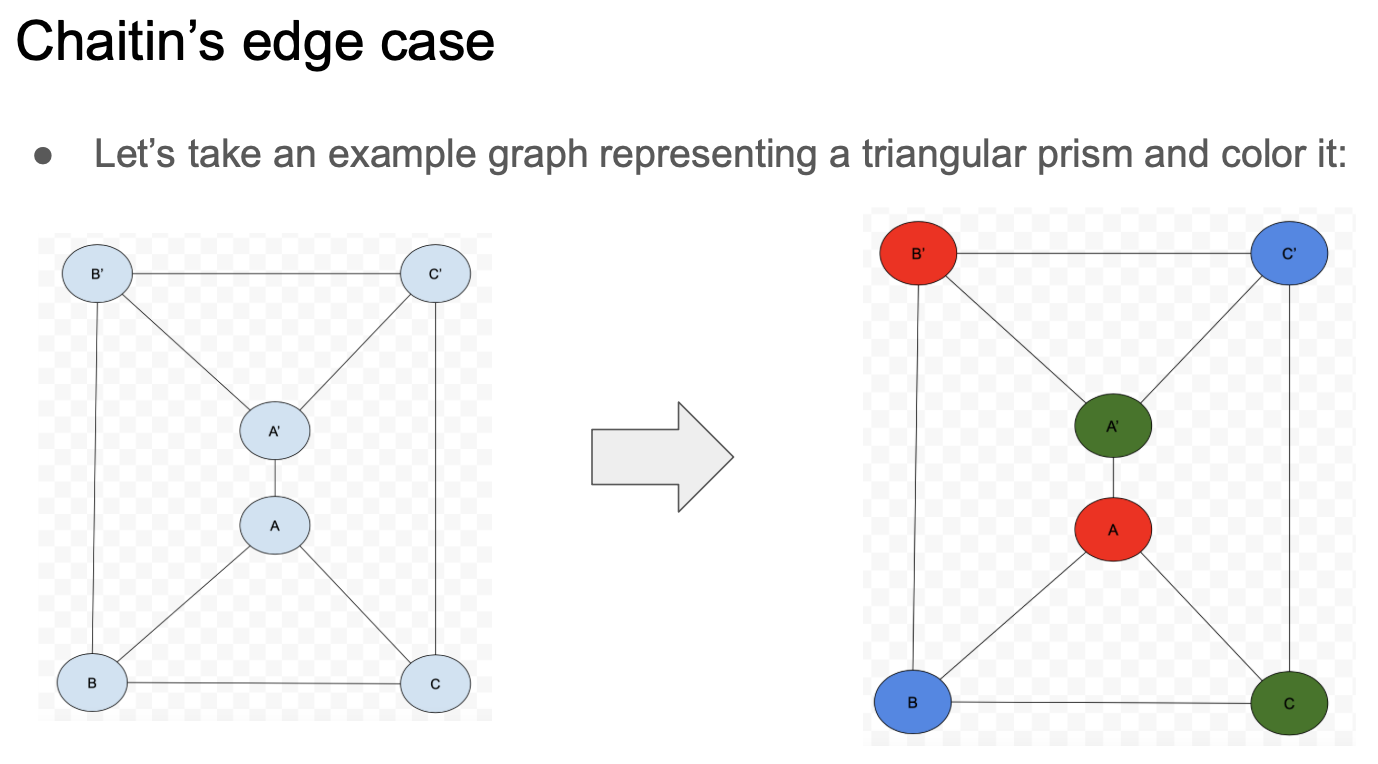 Chaitin’s edge case
● Let’s take an example graph representing a triangular prism and color it:
B’ C’
A’
A
B C
B’ C’
A’
A
B C